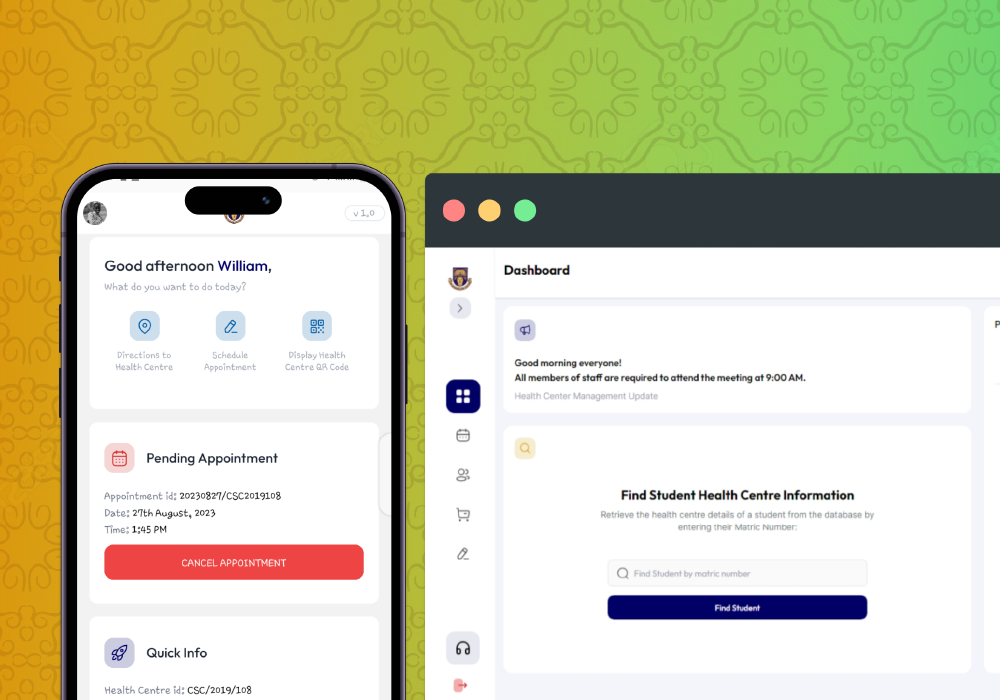 v 1.0
Good afternoon William,
What do you want to do today?
Directions to
Health Centre
Schedule
Appointment
Display Health
Centre QR Code
Pending Appointment
Appointment id: 20230827/CSC2019108
Date: 27th August, 2023
Time: 1:45 PM
CANCEL APPOINTMENT
Quick Info
Health Centre id: CSC/2019/108
Dashboard
Good morning everyone!
All members of staff are required to attend the meeting at 9:00 AM.
Health Center Management Update
P
Find Student Health Centre Information
Retrieve the health centre details of a student from the database by
entering their Matric Number:
Find Student by matric number
Find Student